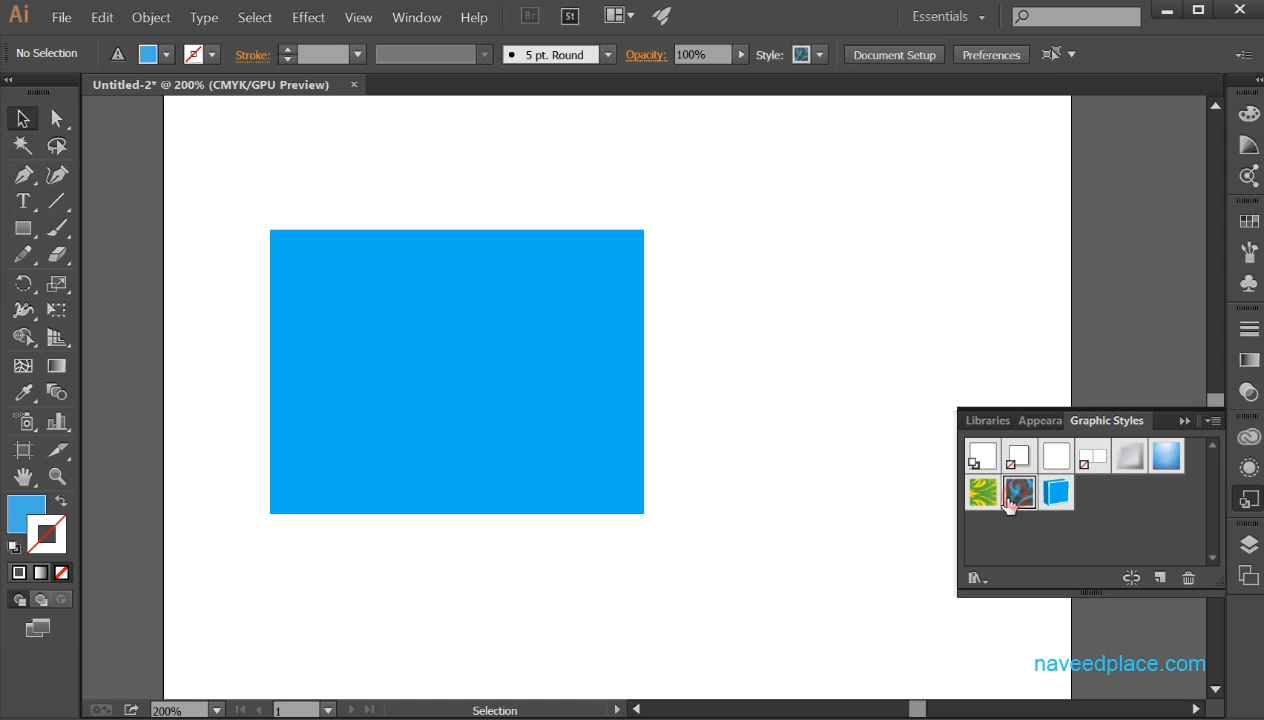 Ai File Edit Object Type Select Effect View Window Help Br St Essentials
No Selection Stroke: 5 pt. Round Opacity: 100% Style: Document Setup Preferences
Untitled-2* @ 200% (CMYK/GPU Preview) ×
T
Libraries Appeara Graphic Styles
naveedplace.com
200% 1 Selection